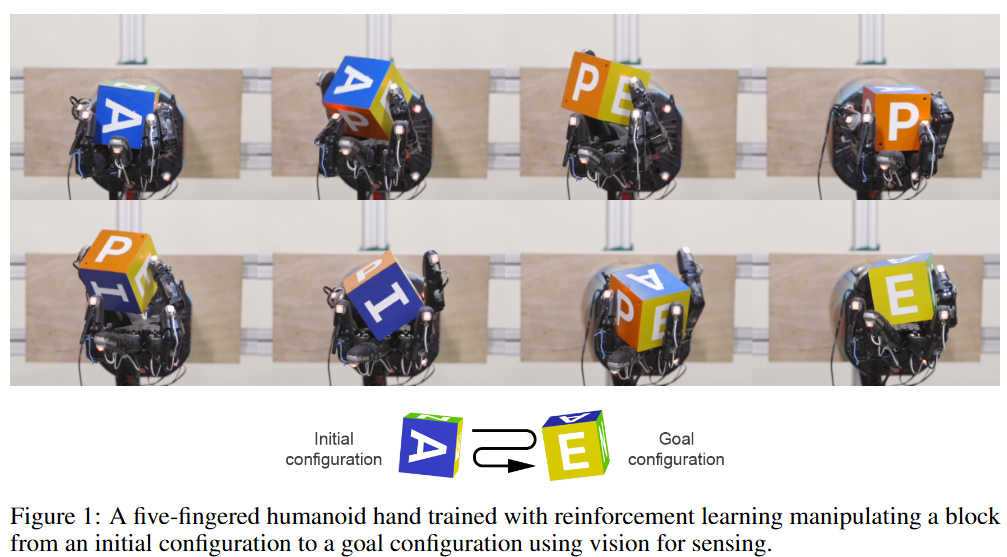 A
A
P
P E
P
P
E
I
P
I
A
P E
E
Initial
configuration
A
A
E
Goal
configuration
Figure 1: A five-fingered humanoid hand trained with reinforcement learning manipulating a block
from an initial configuration to a goal configuration using vision for sensing.